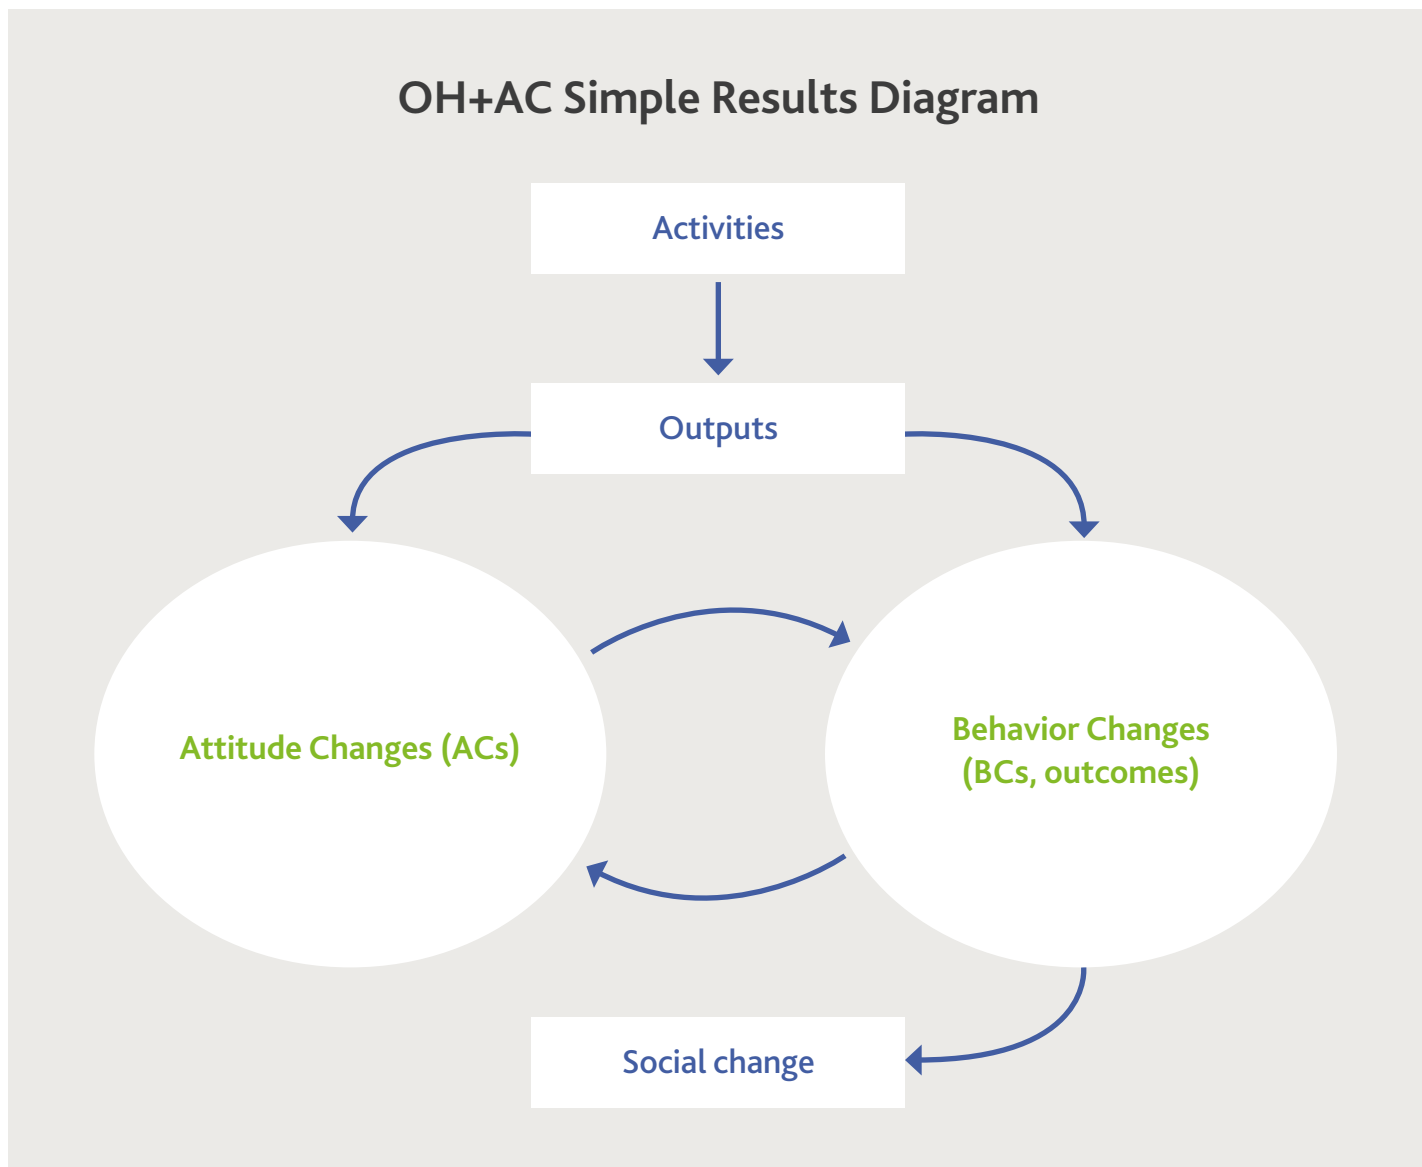 OH+AC Simple Results Diagram
Activities
Outputs
Attitude Changes (ACs)
Behavior Changes
(BCs, outcomes)
Social change